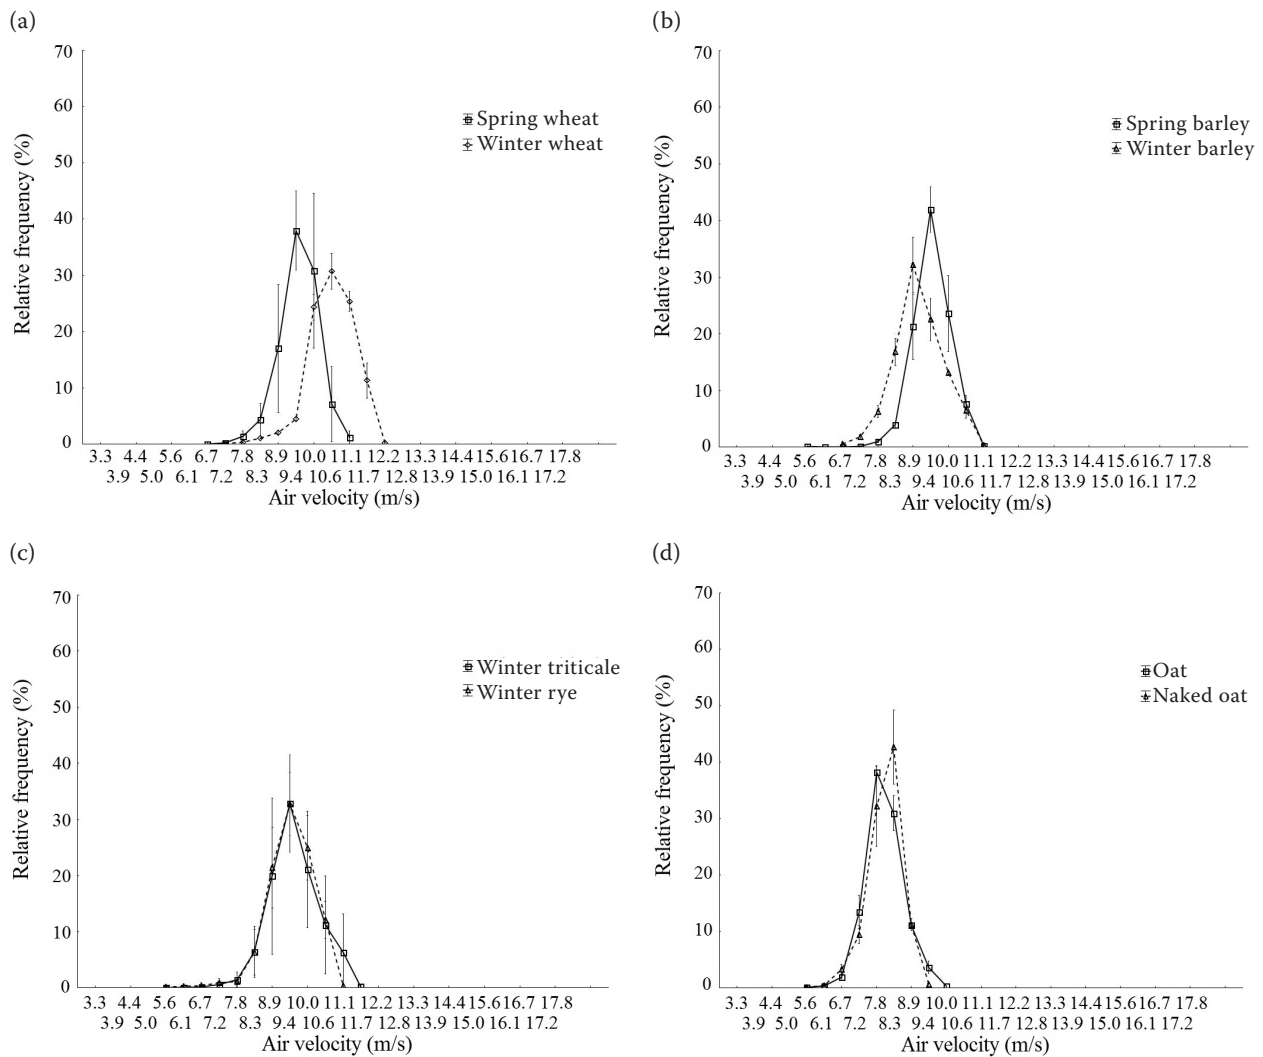 (a)
70
60
50
40
30
20
10
0
Relative frequency (%)
Spring wheat
Winter wheat
3.3 4.4 5.6 6.7 7.8 8.9 10.0 11.1 12.2 13.3 14.4 15.6 16.7 17.8
3.9 5.0 6.1 7.2 8.3 9.4 10.6 11.7 12.8 13.9 15.0 16.1 17.2
Air velocity (m/s)
(b)
70
60
50
40
30
20
10
0
Relative frequency (%)
Spring barley
Winter barley
3.3 4.4 5.6 6.7 7.8 8.9 10.0 11.1 12.2 13.3 14.4 15.6 16.7 17.8
3.9 5.0 6.1 7.2 8.3 9.4 10.6 11.7 12.8 13.9 15.0 16.1 17.2
Air velocity (m/s)
(c)
70
60
50
40
30
20
10
0
Relative frequency (%)
Winter triticale
Winter rye
3.3 4.4 5.6 6.7 7.8 8.9 10.0 11.1 12.2 13.3 14.4 15.6 16.7 17.8
3.9 5.0 6.1 7.2 8.3 9.4 10.6 11.7 12.8 13.9 15.0 16.1 17.2
Air velocity (m/s)
(d)
70
60
50
40
30
20
10
0
Relative frequency (%)
Oat
Naked oat
3.3 4.4 5.6 6.7 7.8 8.9 10.0 11.1 12.2 13.3 14.4 15.6 16.7 17.8
3.9 5.0 6.1 7.2 8.3 9.4 10.6 11.7 12.8 13.9 15.0 16.1 17.2
Air velocity (m/s)